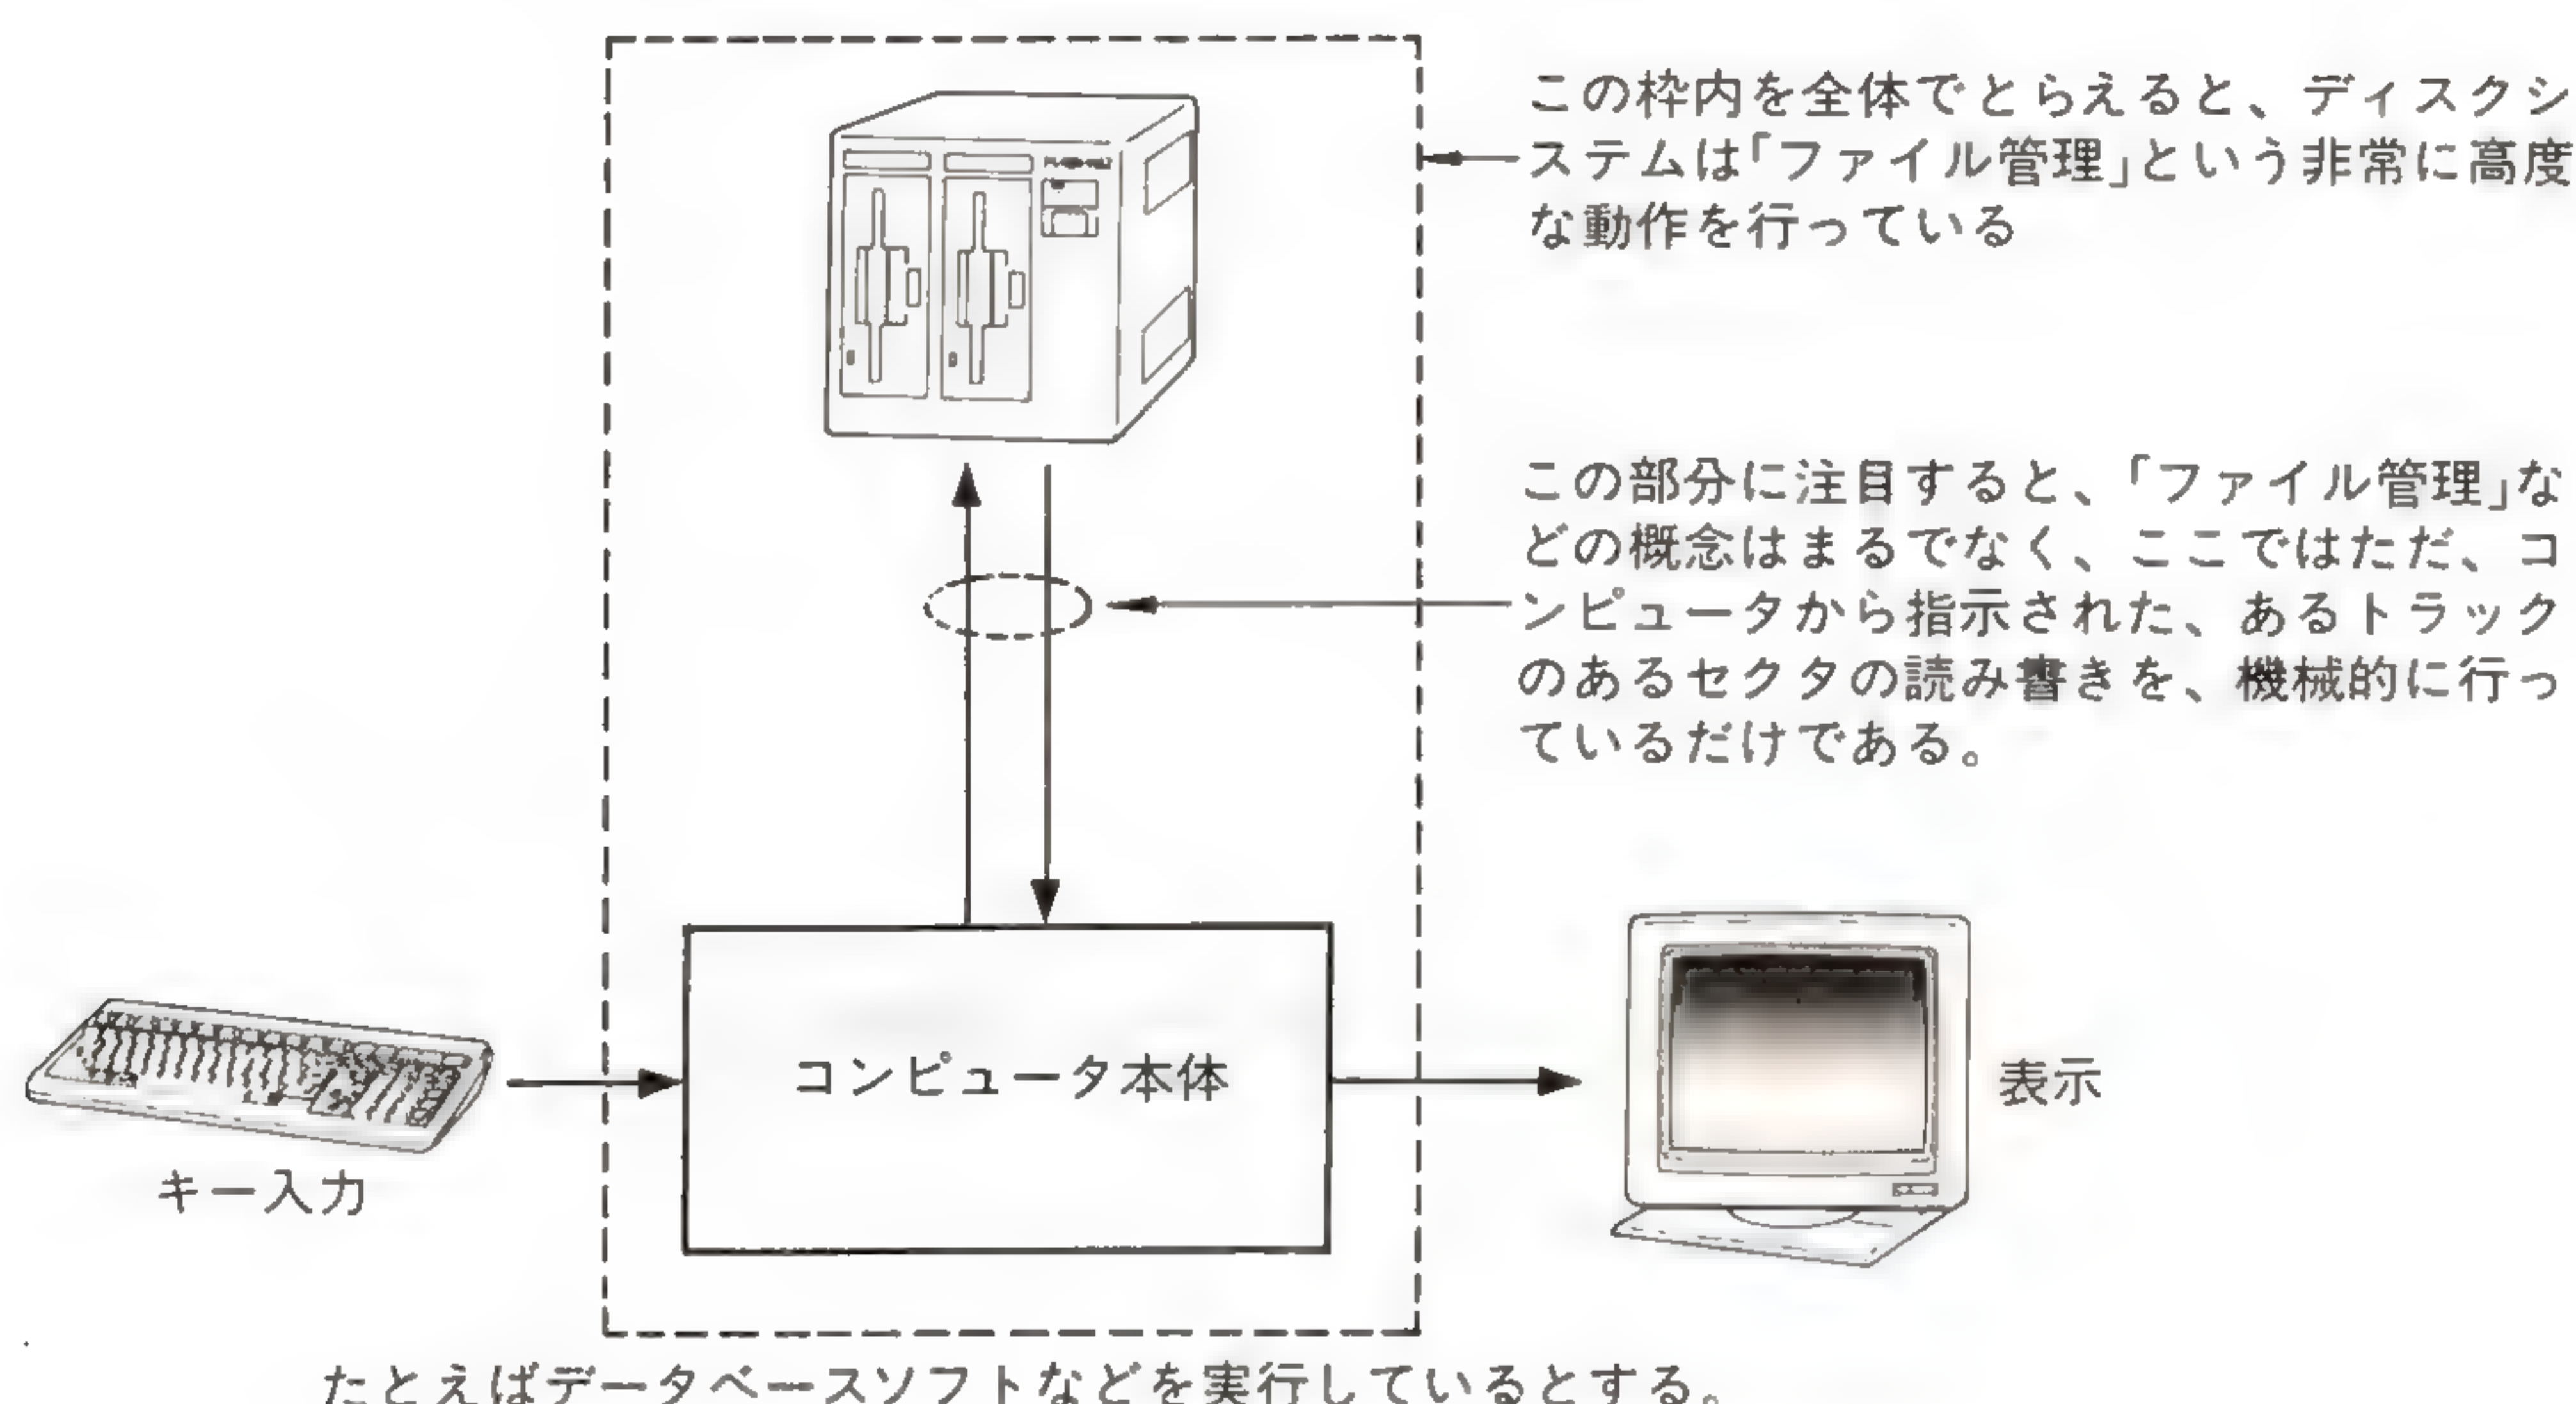 この枠内を全体でとらえると、ディスクシ
ステムは「ファイル管理」という非常に高度
な動作を行っている
この部分に注目すると、「ファイル管理」な
どの概念はまるでなく、ここではただ、コ
ンピュータから指示された、あるトラック
のあるセクタの読み書きを、機械的に行っ
ているだけである。
コンピュータ本体
表示
キー入力
たとえばデータベースソフトなどを実行しているとする。